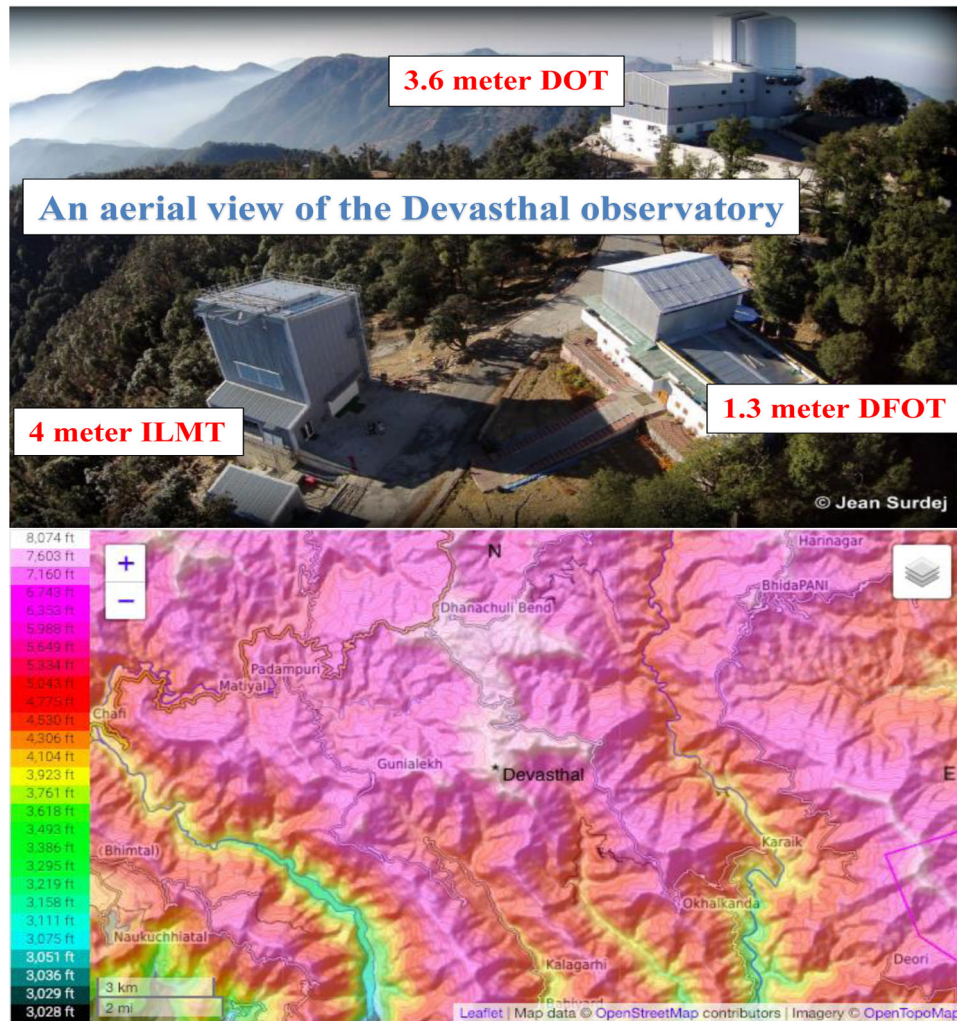 3.6 meter DOT
An aerial view of the Devasthal observatory
4 meter ILMT
1.3 meter DFOT
© Jean Surdej
8,074 ft
7,603 ft
7,160 ft
6,743 ft
6,353 ft
5,988 ft
5,649 ft
5,334 ft
5,043 ft
4,775 ft
4,530 ft
4,306 ft
4,104 ft
3,923 ft
3,761 ft
3,618 ft
3,493 ft
3,386 ft
3,295 ft
3,219 ft
3,158 ft
3,111 ft
3,075 ft
3,051 ft
3,036 ft
3,029 ft
3,028 ft
+
−
N
Harinagar
BhidaPANI
Dhanachuli Bend
Padampuri
Matiyal
Chafi
Gunialekh
* Devasthal
E
Karaik
(Bhimtal)
Okhalkanda
Naukuchhiatal
Kalagarhi
Deori
3 km
2 mi
Leaflet | Map data © OpenStreetMap contributors | Imagery © OpenTopoMap